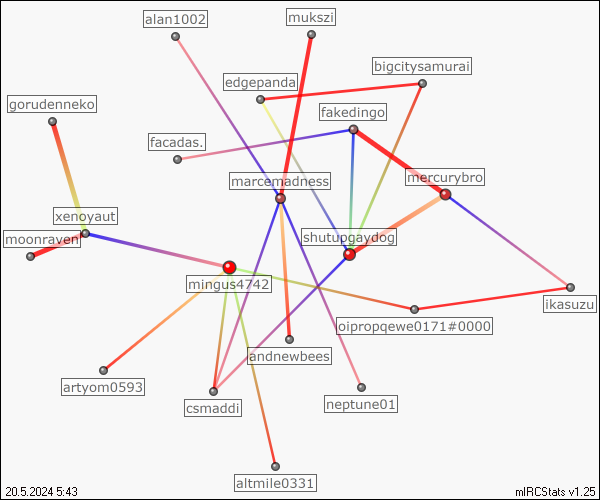 alan1002
mukszi
bigcitysamurai
edgepanda
gorudenneko
fakedingo
facadas.
mercurybro
marcemadness
xenoyaut
shutupgaydog
moonraven
mingus4742
ikasuzu
oipropqewe0171#0000
andnewbees
artyom0593
neptune01
csmaddi
altmile0331
20.5.2024 5:43
mIRCStats v1.25